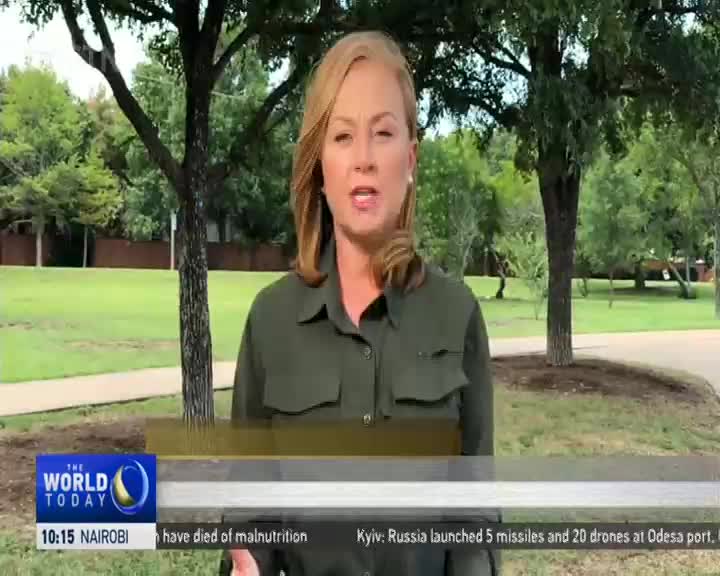 THE
WORLD
TODAY
10:15 NAIROBI
have died of malnutrition Kyiv: Russia launched 5 missiles and 20 drones at Odesa port,